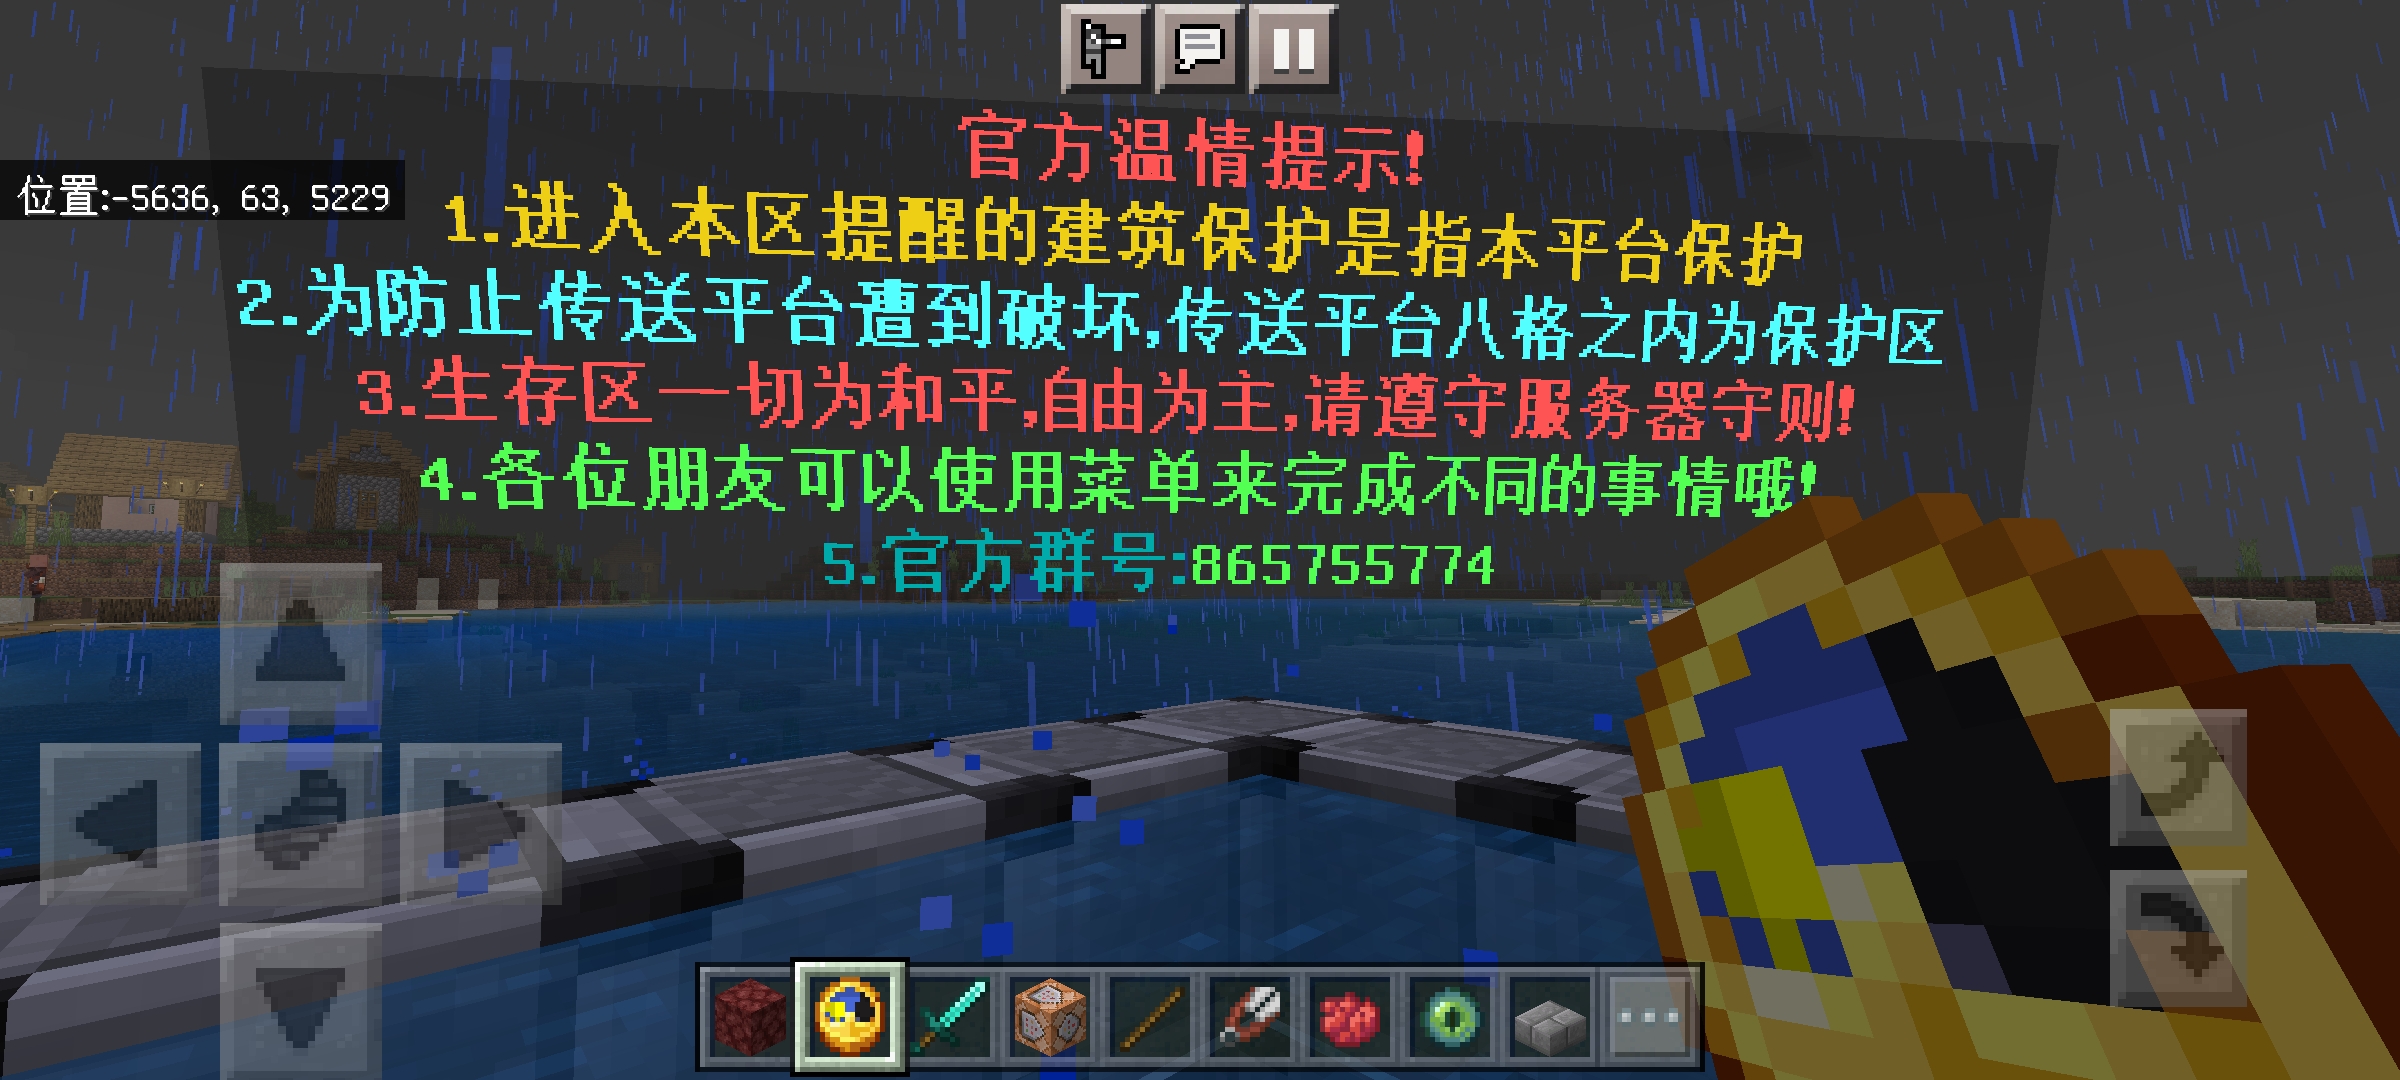 官方温情提示!
位置:-5636, 63, 5229
1.进入本区提醒的建筑保护是指本平台保护
2.为防止传送平台遭到破坏,传送平台八格之内为保护区
3.生存区一切为和平,自由为主,请遵守服务器守则!
4.各位朋友可以使用菜单来完成不同的事情哦!
5.官方群号:865755774